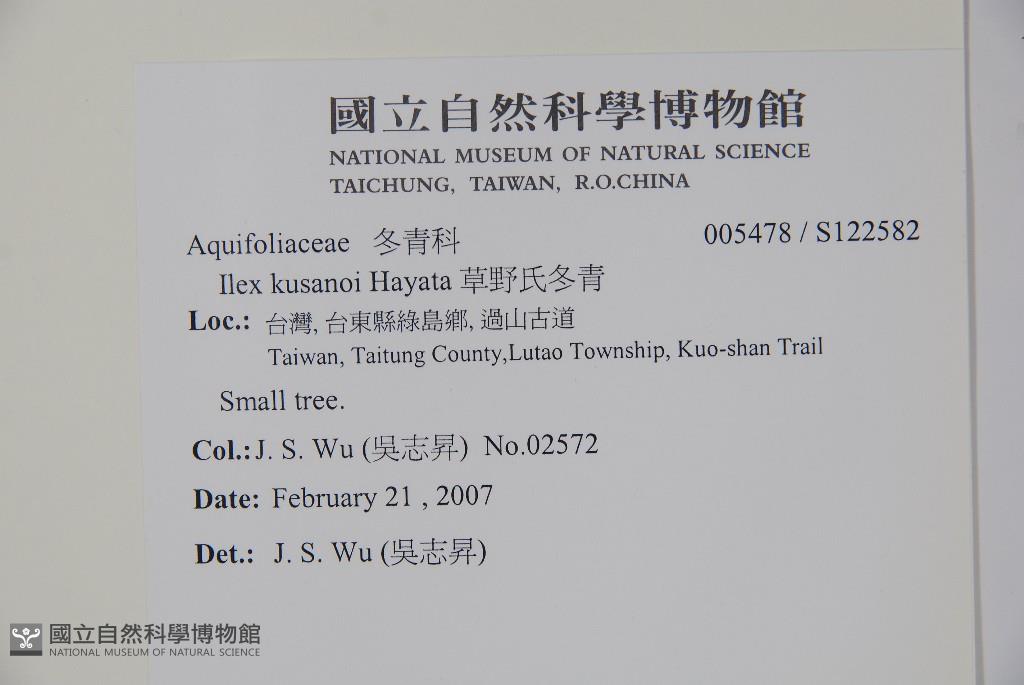 國立自然科學博物館
NATIONAL MUSEUM OF NATURAL SCIENCE
TAICHUNG, TAIWAN, R.O.CHINA
Aquifoliaceae 冬青科 005478 / S122582
Ilex kusanoi Hayata 草野氏冬青
Loc.: 台灣, 台東縣綠島鄉, 過山古道
Taiwan, Taitung County,Lutao Township, Kuo-shan Trail
Small tree.
Col.:J. S. Wu (吳志昇) No.02572
Date: February 21 , 2007
Det.: J. S. Wu (吳志昇)
國立自然科學博物館
NATIONAL MUSEUM OF NATURAL SCIENCE